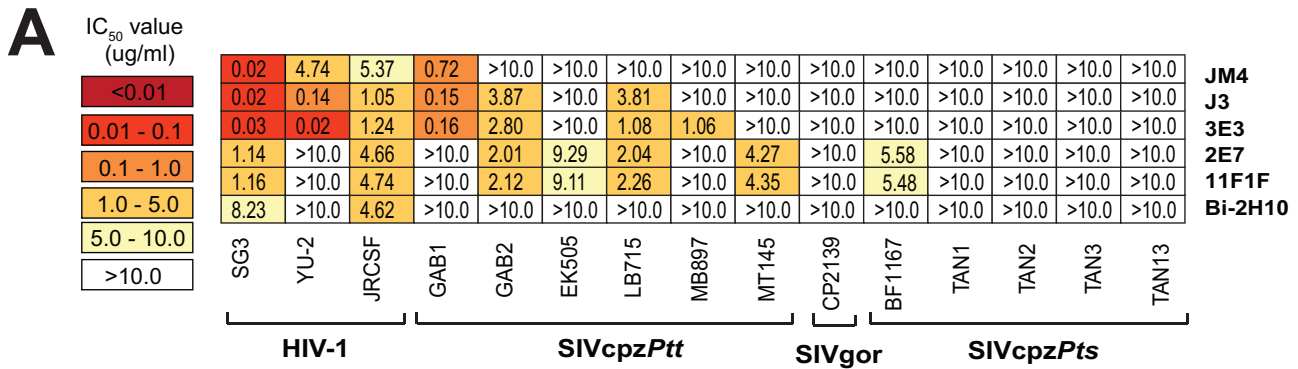 A
IC50 value
(ug/ml)
<0.01
0.01 - 0.1
0.1 - 1.0
1.0 - 5.0
5.0 - 10.0
>10.0
0.02 4.74 5.37 0.72 >10.0 >10.0 >10.0 >10.0 >10.0 >10.0 >10.0 >10.0 >10.0 >10.0 >10.0 JM4
0.02 0.14 1.05 0.15 3.87 >10.0 3.81 >10.0 >10.0 >10.0 >10.0 >10.0 >10.0 >10.0 >10.0 J3
0.03 0.02 1.24 0.16 2.80 >10.0 1.08 1.06 >10.0 >10.0 >10.0 >10.0 >10.0 >10.0 >10.0 3E3
1.14 >10.0 4.66 >10.0 2.01 9.29 2.04 >10.0 4.27 >10.0 5.58 >10.0 >10.0 >10.0 >10.0 2E7
1.16 >10.0 4.74 >10.0 2.12 9.11 2.26 >10.0 4.35 >10.0 5.48 >10.0 >10.0 >10.0 >10.0 11F1F
8.23 >10.0 4.62 >10.0 >10.0 >10.0 >10.0 >10.0 >10.0 >10.0 >10.0 >10.0 >10.0 >10.0 >10.0 Bi-2H10
SG3 YU-2 JRCSF GAB1 GAB2 EK505 LB715 MB897 MT145 CP2139 BF1167 TAN1 TAN2 TAN3 TAN13
HIV-1 SIVcpzPtt SIVgor SIVcpzPts